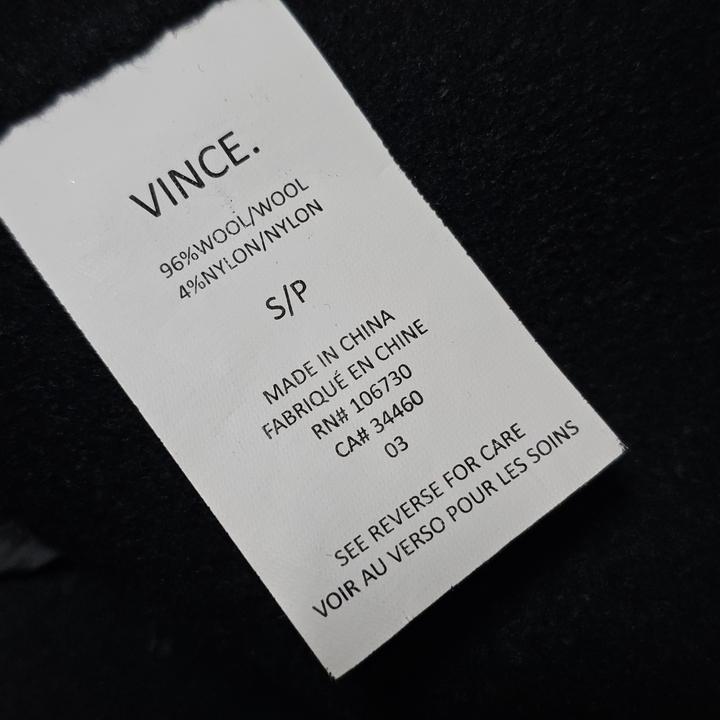 VINCE.
96%WOOL/WOOL
4%NYLON/NYLON
S/P
MADE IN CHINA
FABRIQUÉ EN CHINE
RN# 106730
CA# 34460
03
SEE REVERSE FOR CARE
VOIR AU VERSO POUR LES SOINS